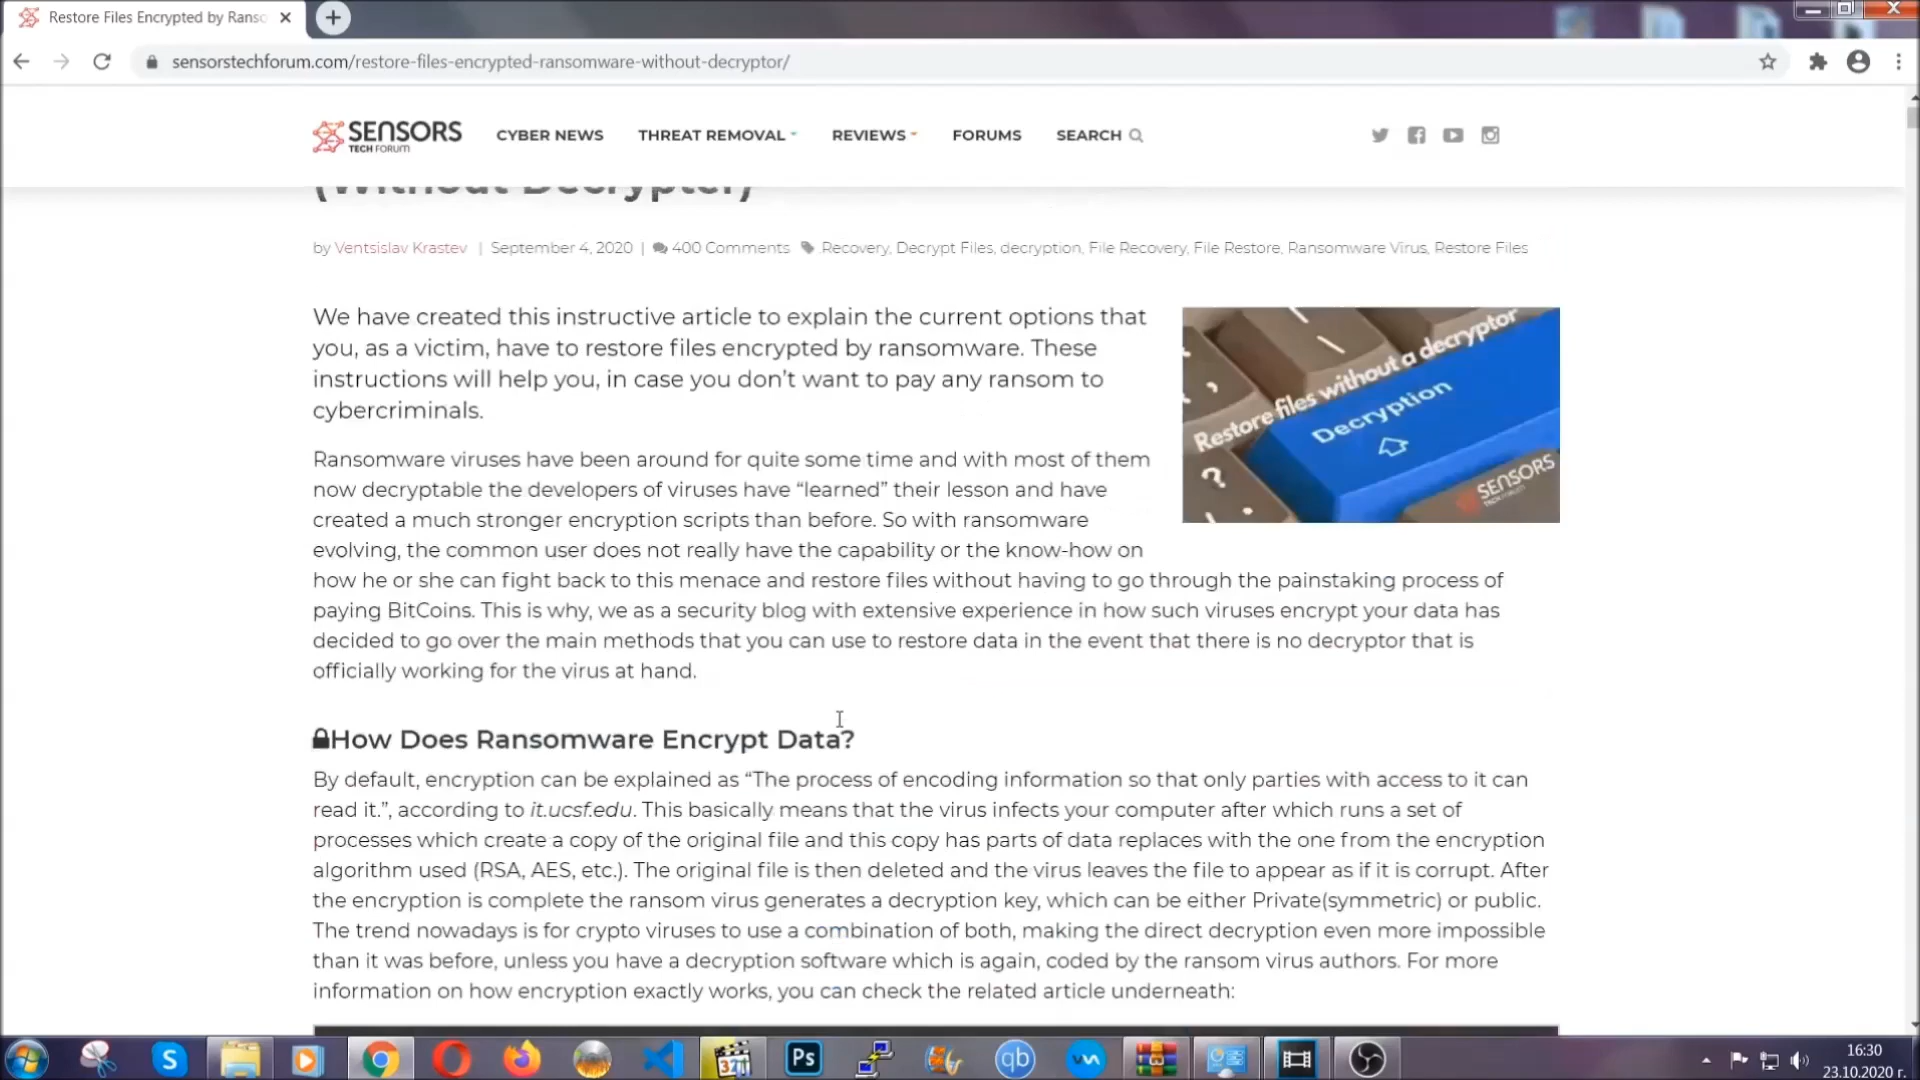 Restore Files Encrypted by Ranso
sensorstechforum.com/restore-files-encrypted-ransomware-without-decryptor/
SENSORS
TECH FORUM
CYBER NEWS
THREAT REMOVAL
REVIEWS
FORUMS
SEARCH
(Without Decrypter)
by Ventsislav Krastev | September 4, 2020 | 400 Comments Recovery, Decrypt Files, decryption, File Recovery, File Restore, Ransomware Virus, Restore Files
We have created this instructive article to explain the current options that
you, as a victim, have to restore files encrypted by ransomware. These
instructions will help you, in case you don't want to pay any ransom to
cybercriminals.
Restore files without a decryptor
Decryption
SENSORS
Ransomware viruses have been around for quite some time and with most of them
now decryptable the developers of viruses have “learned” their lesson and have
created a much stronger encryption scripts than before. So with ransomware
evolving, the common user does not really have the capability or the know-how on
how he or she can fight back to this menace and restore files without having to go through the painstaking process of
paying BitCoins. This is why, we as a security blog with extensive experience in how such viruses encrypt your data has
decided to go over the main methods that you can use to restore data in the event that there is no decryptor that is
officially working for the virus at hand.
How Does Ransomware Encrypt Data?
By default, encryption can be explained as “The process of encoding information so that only parties with access to it can
read it.”, according to it.ucsf.edu. This basically means that the virus infects your computer after which runs a set of
processes which create a copy of the original file and this copy has parts of data replaces with the one from the encryption
algorithm used (RSA, AES, etc.). The original file is then deleted and the virus leaves the file to appear as if it is corrupt. After
the encryption is complete the ransom virus generates a decryption key, which can be either Private(symmetric) or public.
The trend nowadays is for crypto viruses to use a combination of both, making the direct decryption even more impossible
than it was before, unless you have a decryption software which is again, coded by the ransom virus authors. For more
information on how encryption exactly works, you can check the related article underneath:
321
Ps
qb
16:30
23.10.2020 г.